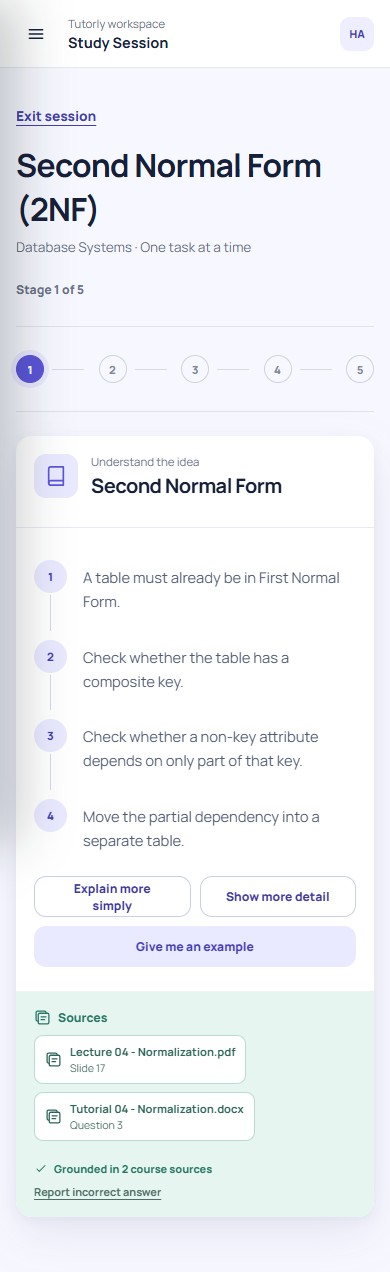 Tutorly workspace
Study Session
HA
Exit session
Second Normal Form
(2NF)
Database Systems · One task at a time
Stage 1 of 5
1 2 3 4 5
Understand the idea
Second Normal Form
1 A table must already be in First Normal
Form.
2 Check whether the table has a
composite key.
3 Check whether a non-key attribute
depends on only part of that key.
4 Move the partial dependency into a
separate table.
Explain more
simply
Show more detail
Give me an example
Sources
Lecture 04 - Normalization.pdf
Slide 17
Tutorial 04 - Normalization.docx
Question 3
Grounded in 2 course sources
Report incorrect answer